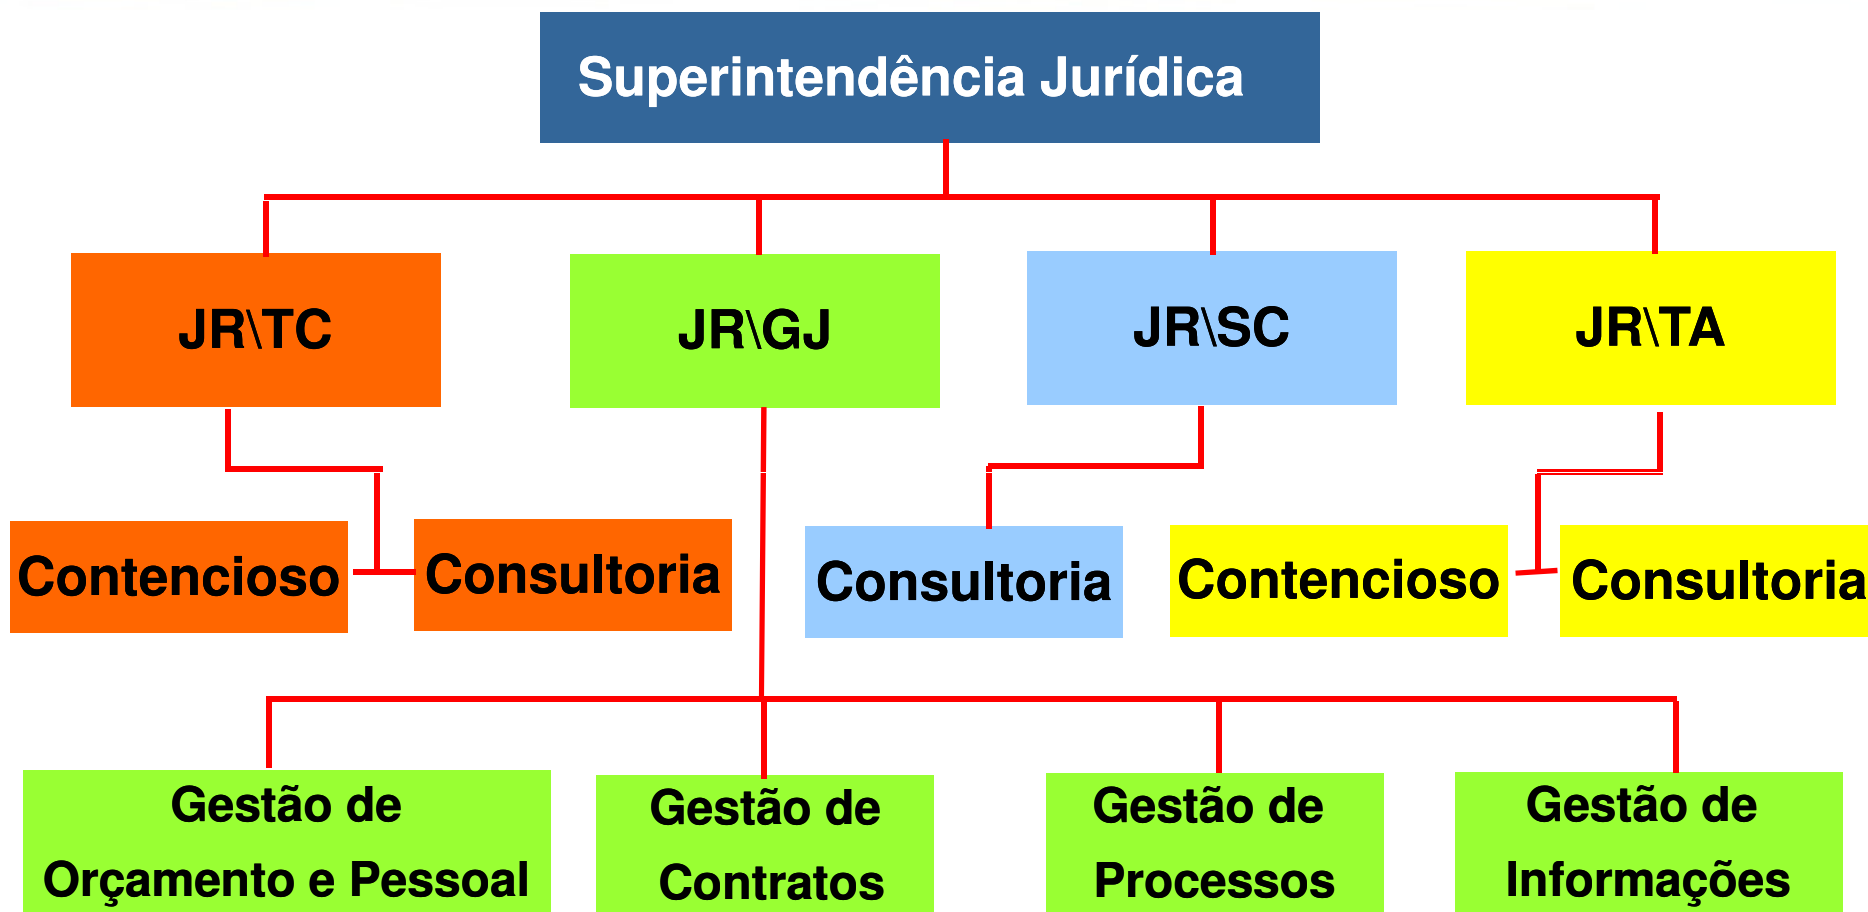 Superintendência Jurídica
JR\TC
JR\GJ
JR\SC
JR\TA
Contencioso
Consultoria
Consultoria
Contencioso
Consultoria
Gestão de
Orçamento e Pessoal
Gestão de
Contratos
Gestão de
Processos
Gestão de
Informações